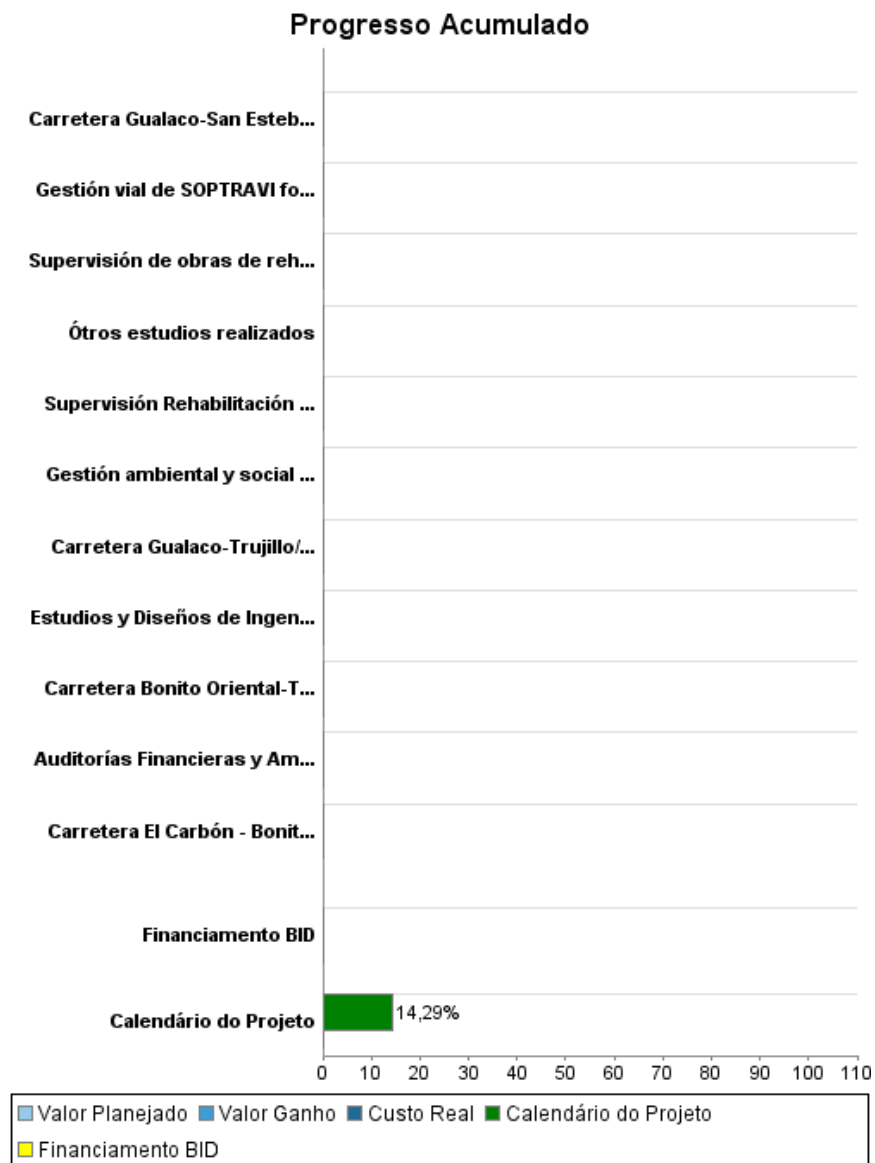 Progresso Acumulado
Carretera Gualaco-San Esteb...
Gestión vial de SOPTRAVI fo...
Supervisión de obras de reh...
Ótros estudios realizados
Supervisión Rehabilitación ...
Gestión ambiental y social ...
Carretera Gualaco-Trujillo/...
Estudios y Diseños de Ingen...
Carretera Bonito Oriental-T...
Auditorías Financieras y Am...
Carretera El Carbón - Bonit...
Financiamento BID
Calendário do Projeto 14,29%
0 10 20 30 40 50 60 70 80 90 100 110
Valor Planejado Valor Ganho Custo Real Calendário do Projeto
Financiamento BID